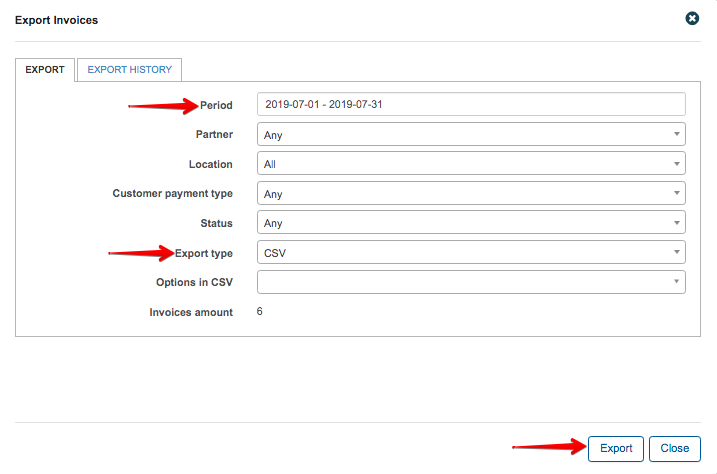 Export Invoices
EXPORT EXPORT HISTORY
Period 2019-07-01 - 2019-07-31
Partner Any
Location All
Customer payment type Any
Status Any
Export type CSV
Options in CSV
Invoices amount 6
Export Close